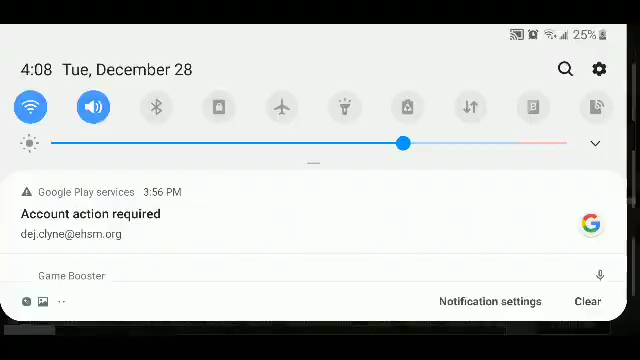 25%
4:08 Tue, December 28
Google Play services 3:56 PM
Account action required
dej.clyne@ehsm.org
Game Booster
Notification settings Clear